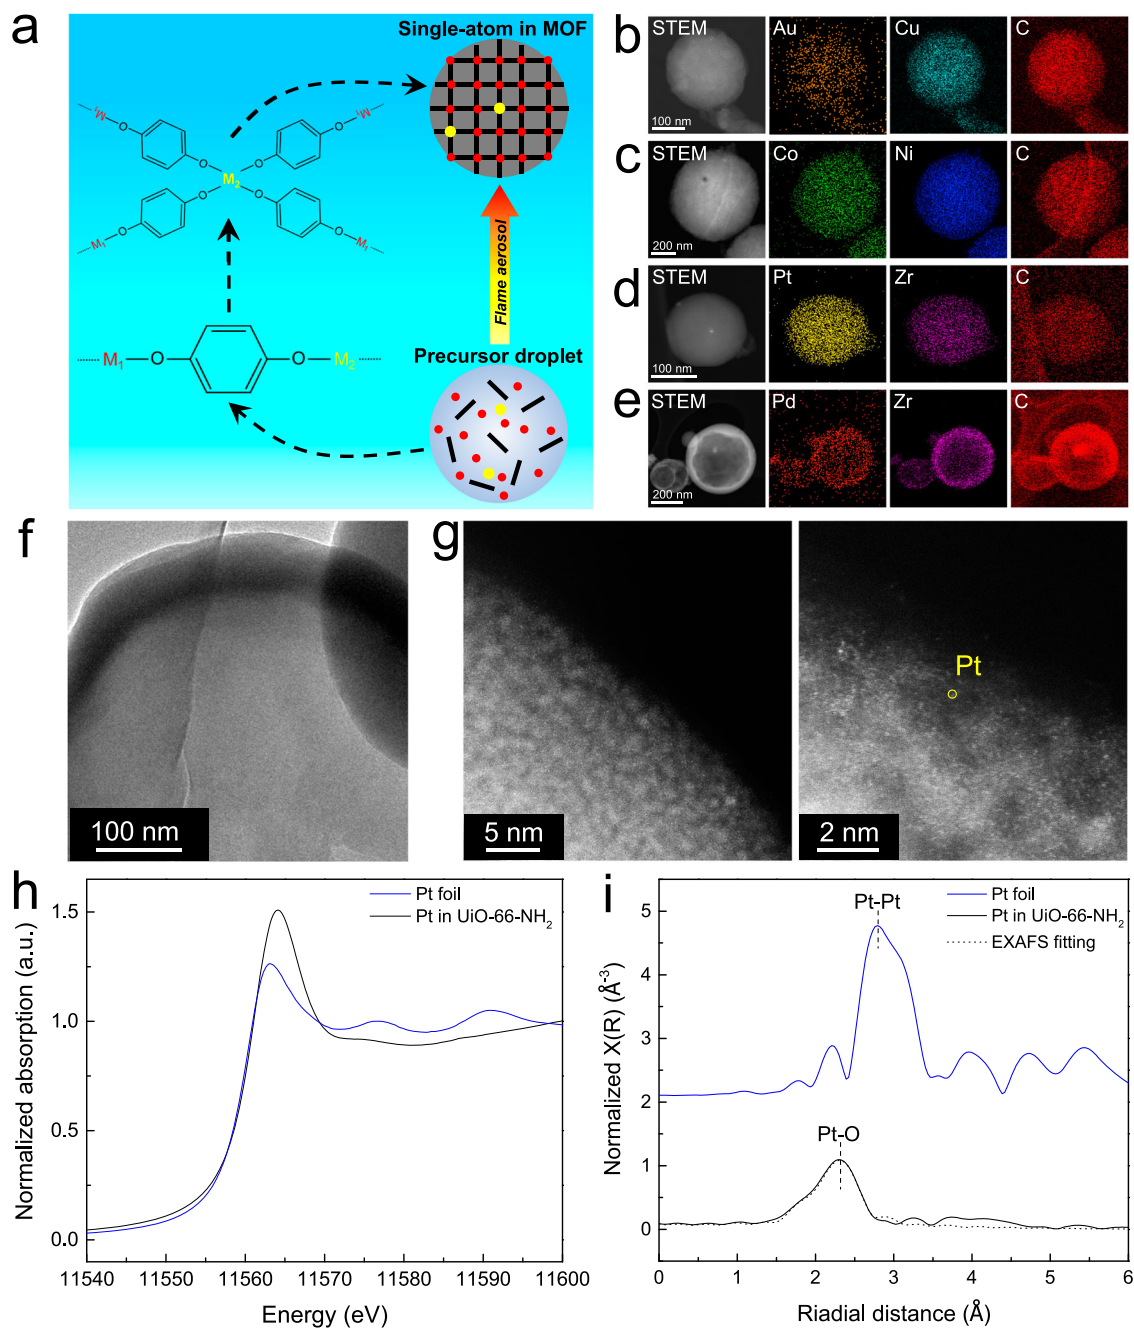 a
Single-atom in MOF
M₁ O O M₁
O O
M₂
O O
M₁ O O M₁
Flame aerosol
M₁ O O M₂
Precursor droplet
b
STEM Au Cu C
100 nm
c
STEM Co Ni C
200 nm
d
STEM Pt Zr C
100 nm
e
STEM Pd Zr C
200 nm
f
100 nm
g
5 nm
Pt
2 nm
h
Pt foil
Pt in UiO-66-NH₂
Normalized absorption (a.u.)
1.5
1.0
0.5
0.0
11540 11550 11560 11570 11580 11590 11600
Energy (eV)
i
Pt foil
Pt in UiO-66-NH₂
EXAFS fitting
Pt-Pt
Pt-O
Normalized X(R) (Å⁻³)
5
4
3
2
1
0
0 1 2 3 4 5 6
Riadial distance (Å)